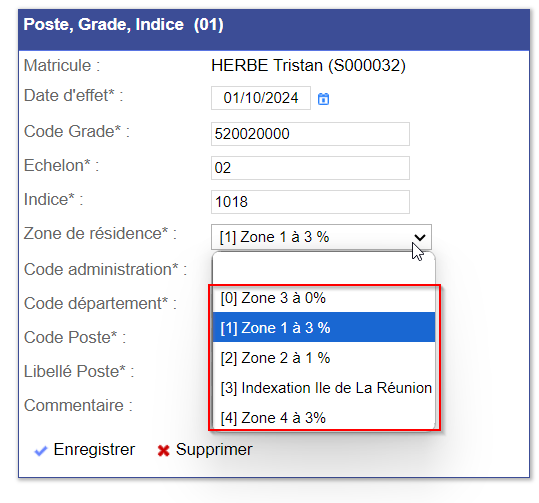 Poste, Grade, Indice (01)
Matricule : HERBE Tristan (S000032)
Date d'effet* : 01/10/2024
Code Grade* : 520020000
Echelon* : 02
Indice* : 1018
Zone de résidence* : [1] Zone 1 à 3 %
Code administration* :
[0] Zone 3 à 0%
Code département* :
[1] Zone 1 à 3 %
Code Poste* :
[2] Zone 2 à 1 %
Libellé Poste* :
[3] Indexation Ile de La Réunion
Commentaire :
[4] Zone 4 à 3%
Enregistrer Supprimer